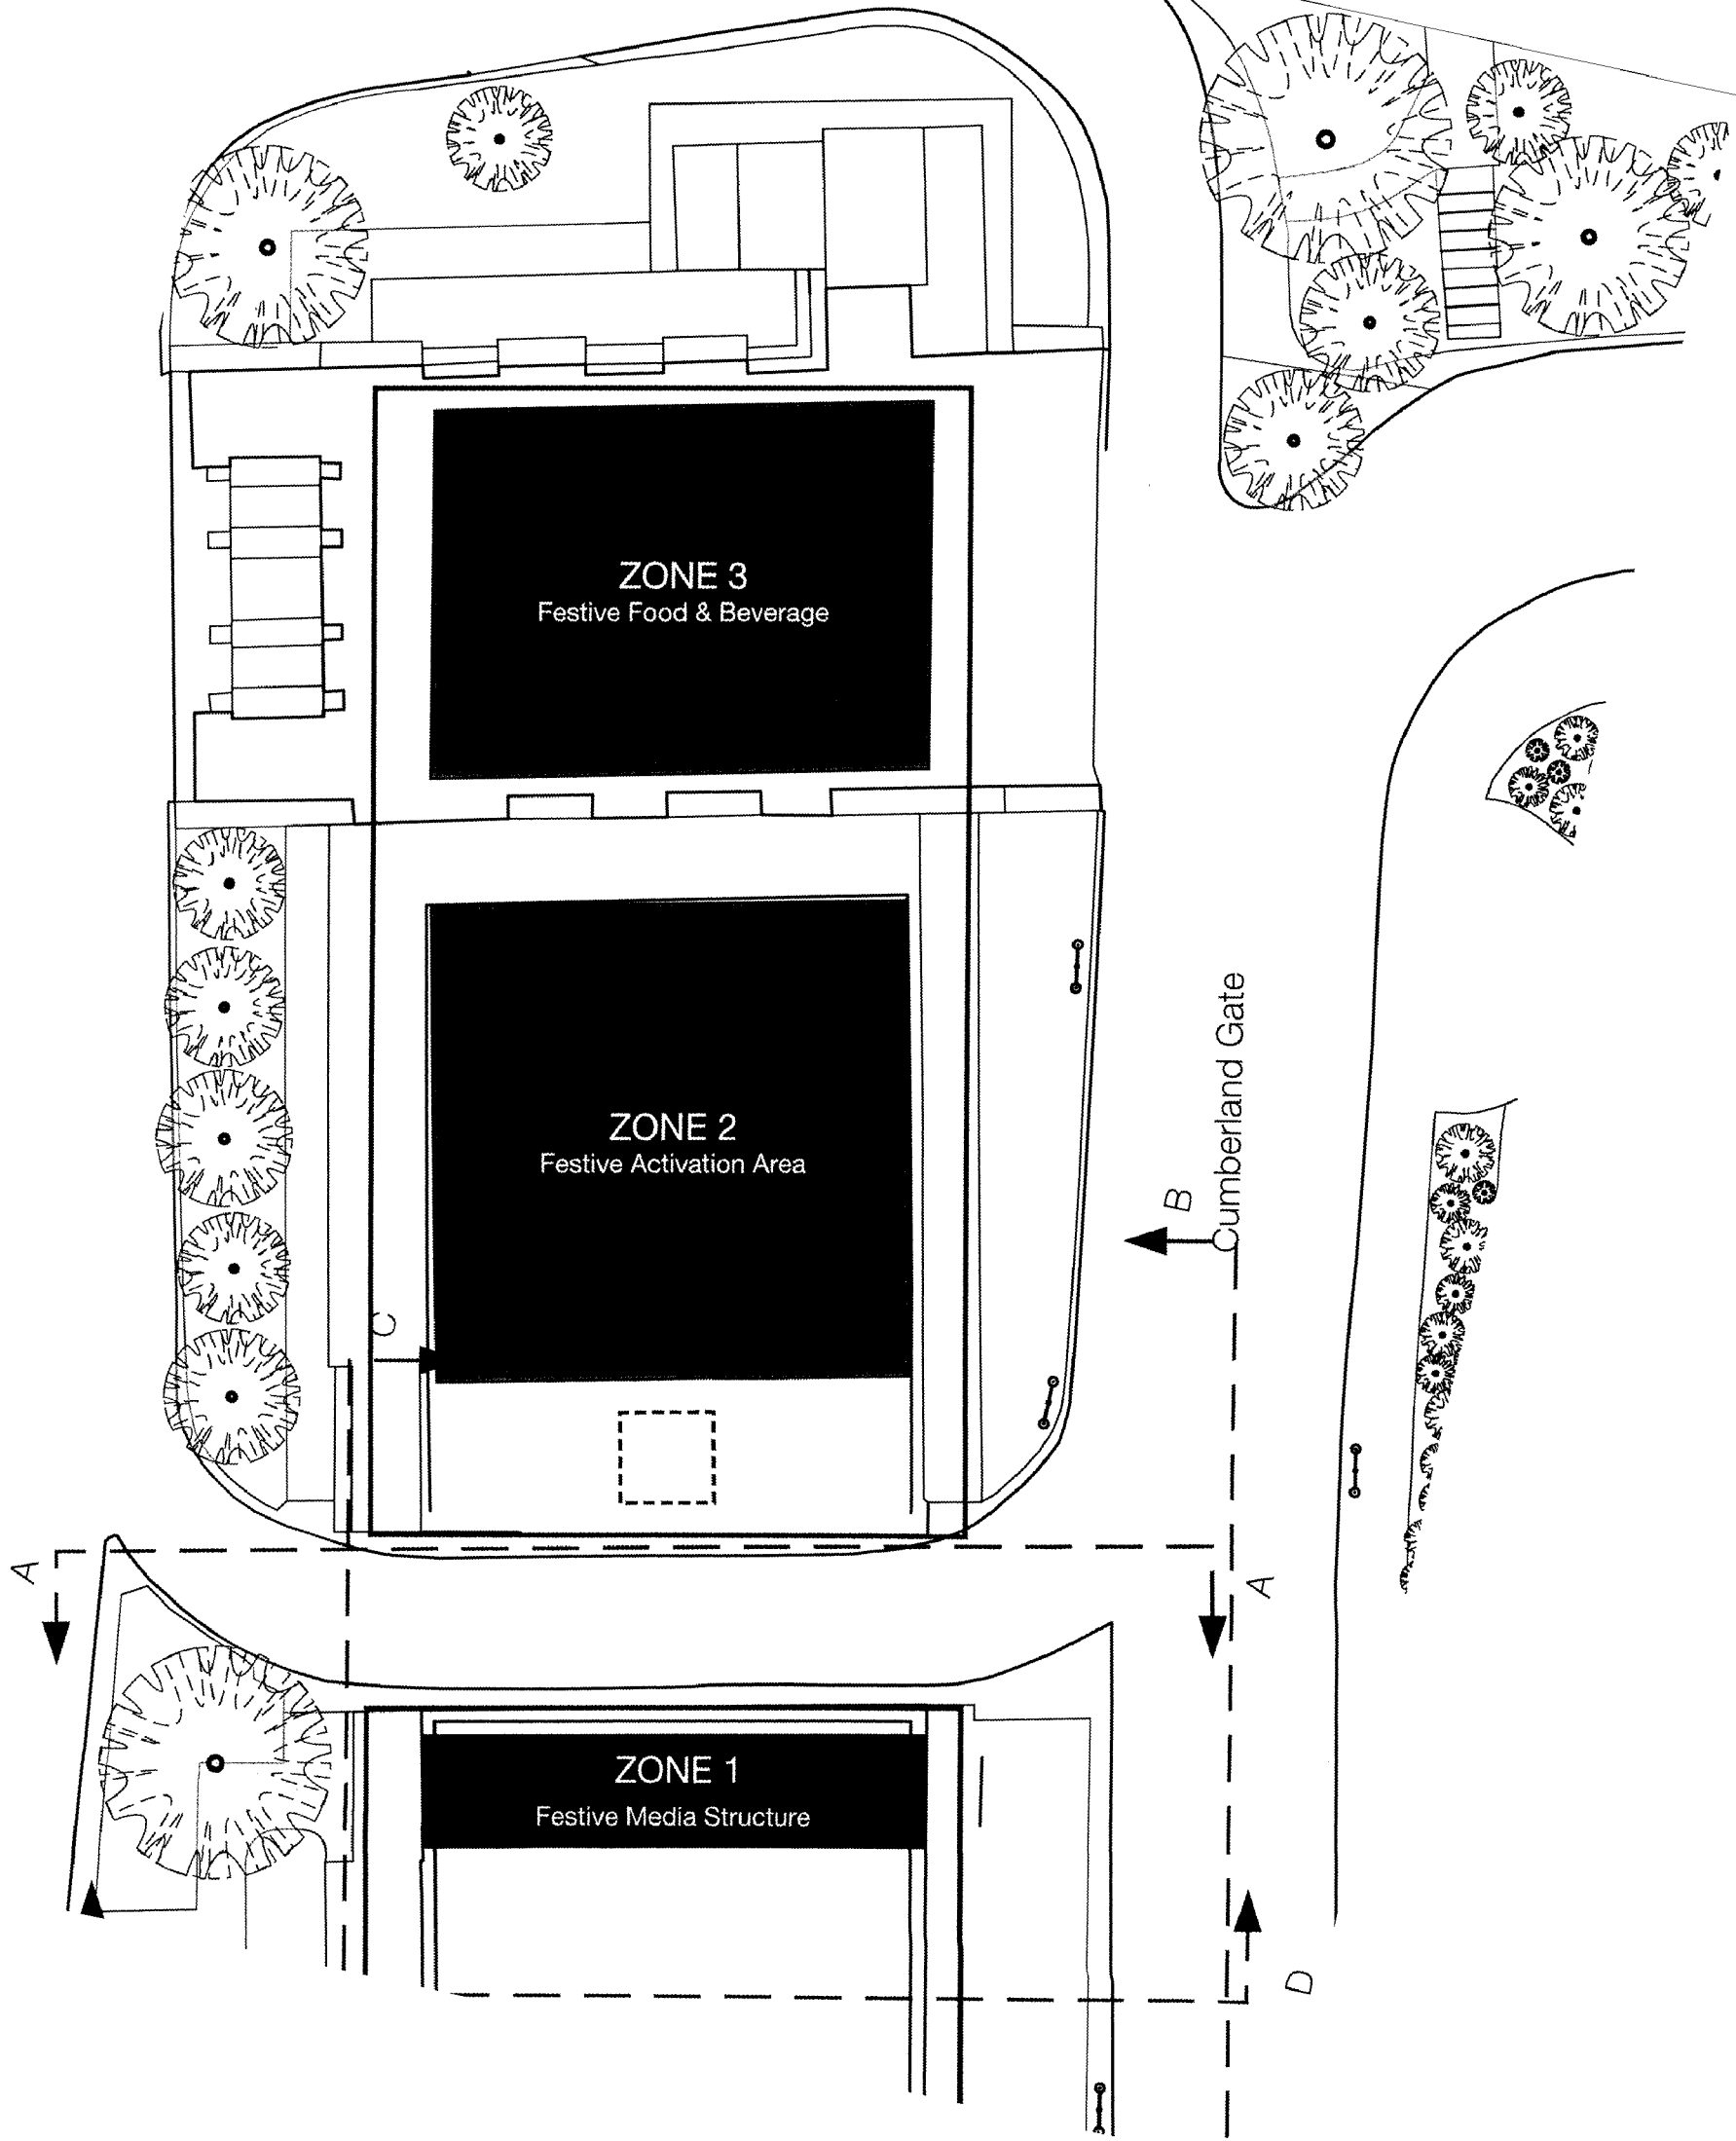 ZONE 3
Festive Food & Beverage
ZONE 2
Festive Activation Area
B
Cumberland Gate
C
A
A
ZONE 1
Festive Media Structure
D